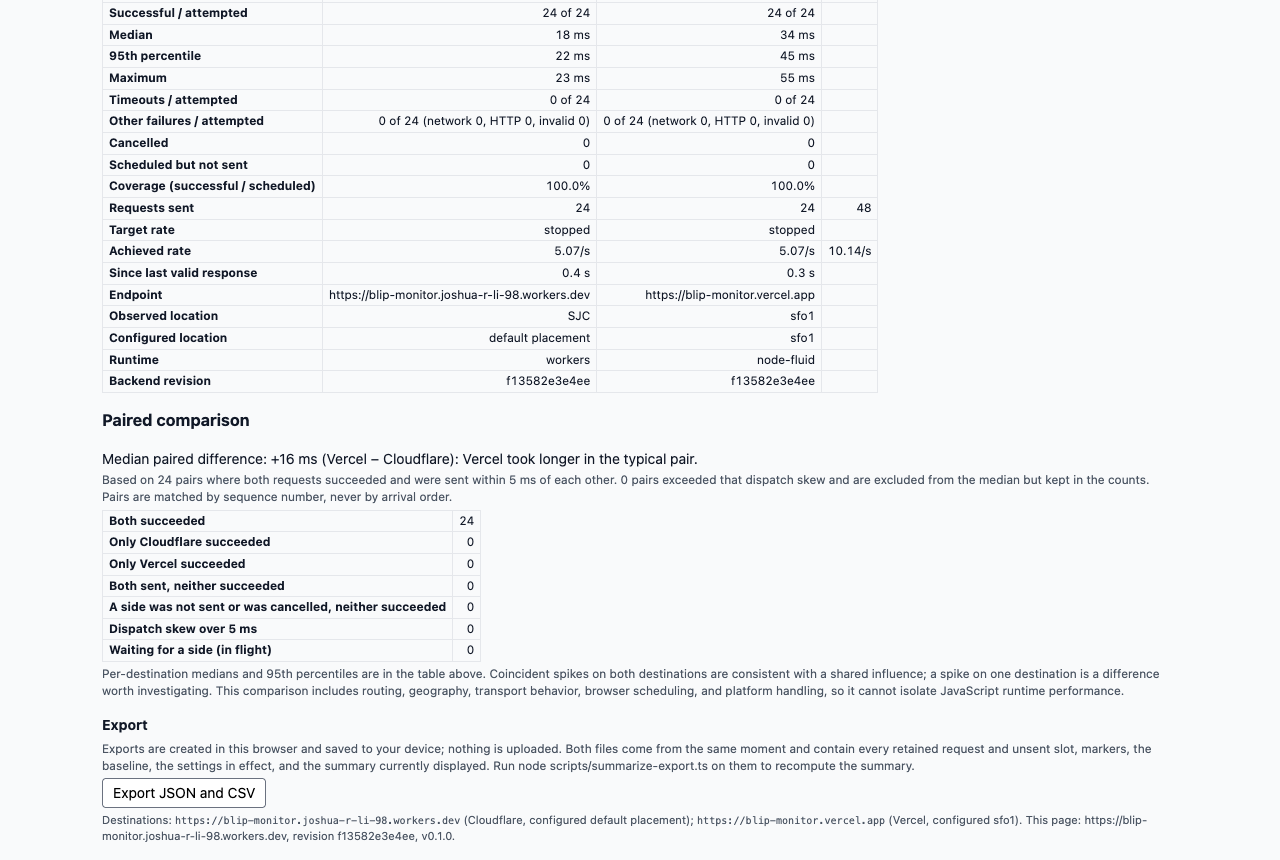 Successful / attempted 24 of 24 24 of 24
Median 18 ms 34 ms
95th percentile 22 ms 45 ms
Maximum 23 ms 55 ms
Timeouts / attempted 0 of 24 0 of 24
Other failures / attempted 0 of 24 (network 0, HTTP 0, invalid 0) 0 of 24 (network 0, HTTP 0, invalid 0)
Cancelled 0 0
Scheduled but not sent 0 0
Coverage (successful / scheduled) 100.0% 100.0%
Requests sent 24 24 48
Target rate stopped stopped
Achieved rate 5.07/s 5.07/s 10.14/s
Since last valid response 0.4 s 0.3 s
Endpoint https://blip-monitor.joshua-r-li-98.workers.dev https://blip-monitor.vercel.app
Observed location SJC sfo1
Configured location default placement sfo1
Runtime workers node-fluid
Backend revision f13582e3e4ee f13582e3e4ee
Paired comparison
Median paired difference: +16 ms (Vercel − Cloudflare): Vercel took longer in the typical pair.
Based on 24 pairs where both requests succeeded and were sent within 5 ms of each other. 0 pairs exceeded that dispatch skew and are excluded from the median but kept in the counts.
Pairs are matched by sequence number, never by arrival order.
Both succeeded 24
Only Cloudflare succeeded 0
Only Vercel succeeded 0
Both sent, neither succeeded 0
A side was not sent or was cancelled, neither succeeded 0
Dispatch skew over 5 ms 0
Waiting for a side (in flight) 0
Per-destination medians and 95th percentiles are in the table above. Coincident spikes on both destinations are consistent with a shared influence; a spike on one destination is a difference
worth investigating. This comparison includes routing, geography, transport behavior, browser scheduling, and platform handling, so it cannot isolate JavaScript runtime performance.
Export
Exports are created in this browser and saved to your device; nothing is uploaded. Both files come from the same moment and contain every retained request and unsent slot, markers, the
baseline, the settings in effect, and the summary currently displayed. Run node scripts/summarize-export.ts on them to recompute the summary.
Export JSON and CSV
Destinations: https://blip-monitor.joshua-r-li-98.workers.dev (Cloudflare, configured default placement); https://blip-monitor.vercel.app (Vercel, configured sfo1). This page: https://blip-
monitor.joshua-r-li-98.workers.dev, revision f13582e3e4ee, v0.1.0.